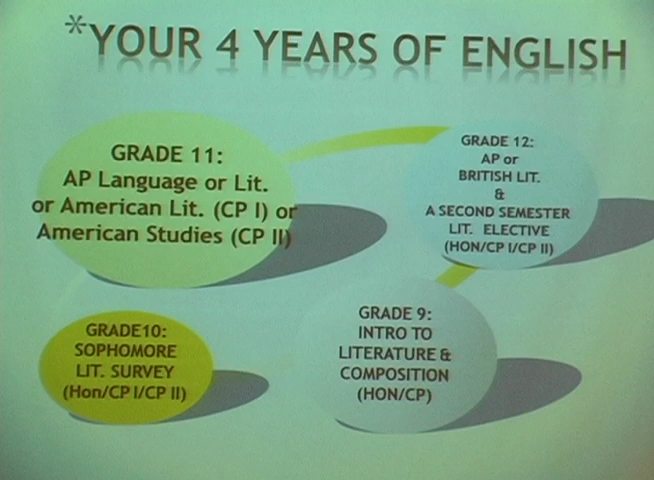 *YOUR 4 YEARS OF ENGLISH
GRADE 11:
AP Language or Lit.
or American Lit. (CP I) or
American Studies (CP II)
GRADE 12:
AP or
BRITISH LIT.
&
A SECOND SEMESTER
LIT. ELECTIVE
(HON/CP I/CP II)
GRADE10:
SOPHOMORE
LIT. SURVEY
(Hon/CP I/CP II)
GRADE 9:
INTRO TO
LITERATURE &
COMPOSITION
(HON/CP)